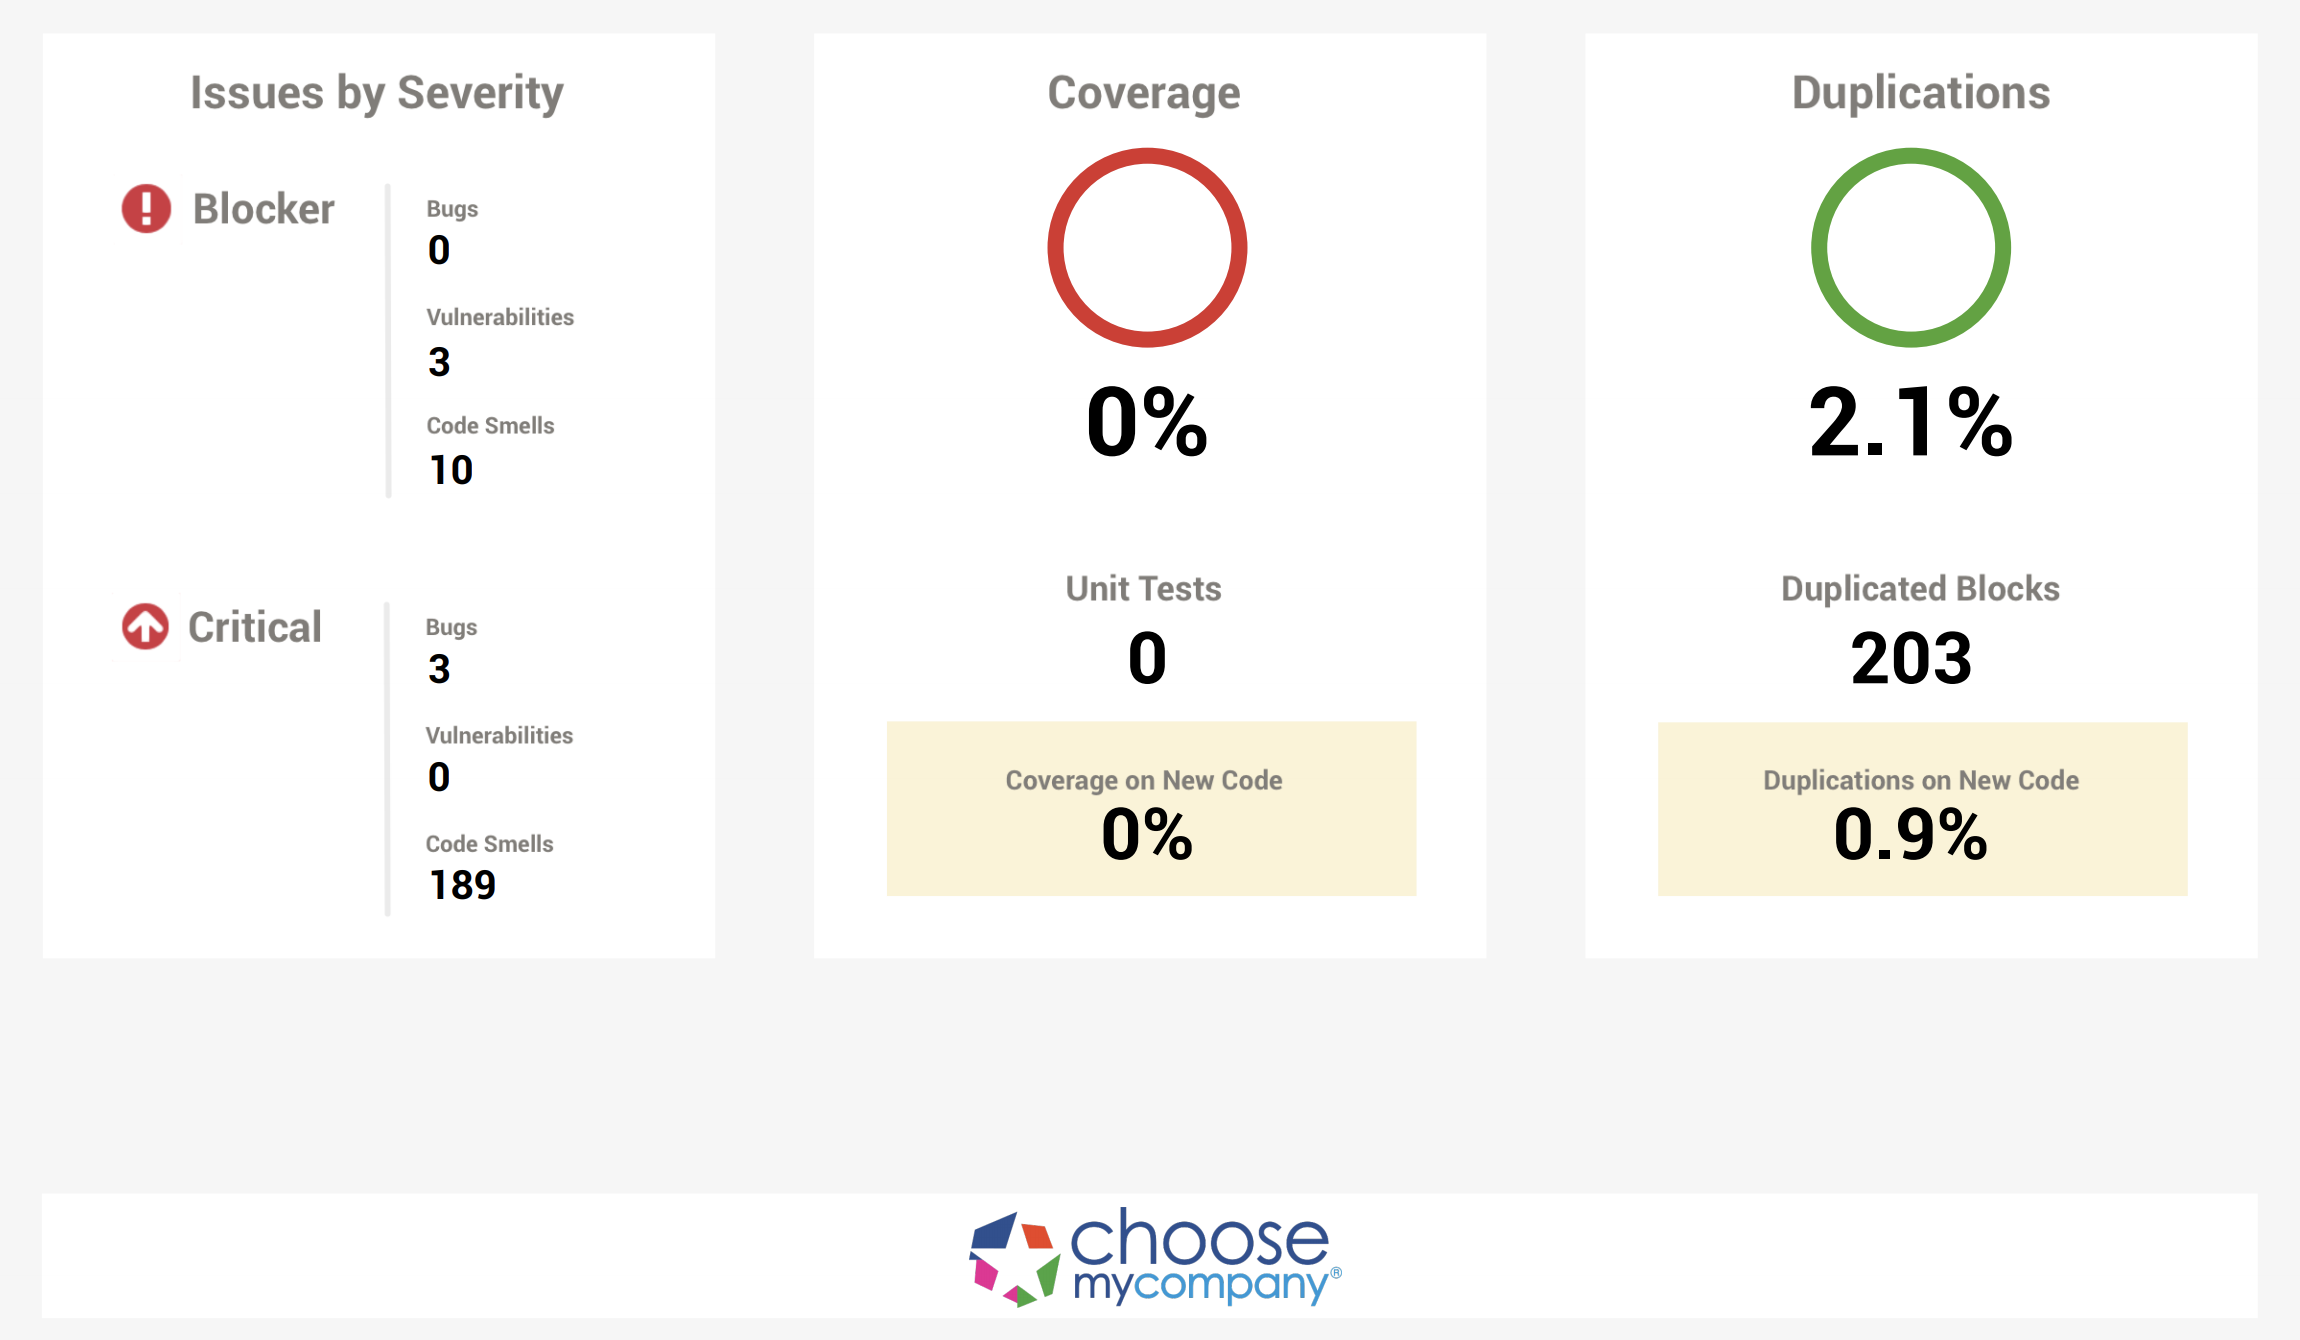 Issues by Severity
Blocker
Bugs
0
Vulnerabilities
3
Code Smells
10
Critical
Bugs
3
Vulnerabilities
0
Code Smells
189
Coverage
0%
Unit Tests
0
Coverage on New Code
0%
Duplications
2.1%
Duplicated Blocks
203
Duplications on New Code
0.9%
choose
mycompany®